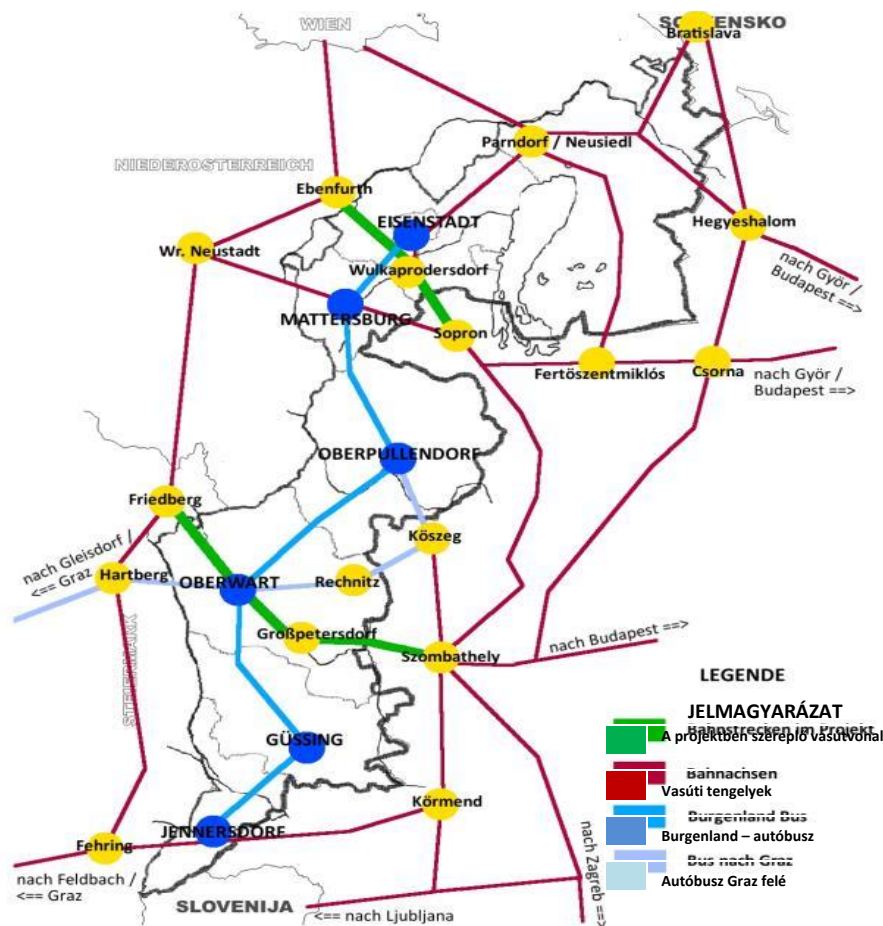 WIEN
SLOVENSKO
Bratislava
Parndorf / Neusiedl
NIEDERÖSTERREICH
Ebenfurth
EISENSTADT
Hegyeshalom
Wr. Neustadt
Wulkaprodersdorf
nach Györ /
Budapest ==>
MATTERSBURG
Sopron
Fertöszentmiklós
Csorna
nach Györ /
Budapest ==>
OBERPULLENDORF
Friedberg
Köszeg
nach Gleisdorf /
<== Graz
Hartberg
OBERWART
Rechnitz
Großpetersdorf
Szombathely
nach Budapest ==>
STEIERMARK
GÜSSING
Körmend
JENNERSDORF
Fehring
nach Zagreb ==>
nach Feldbach /
<== Graz
SLOVENIJA
<== nach Ljubljana
LEGENDE
JELMAGYARÁZAT
Bahnstrecken im Projekt
A projektben szereplő vasútvonal
Bahnachsen
Vasúti tengelyek
Burgenland Bus
Burgenland – autóbusz
Bus nach Graz
Autóbusz Graz felé